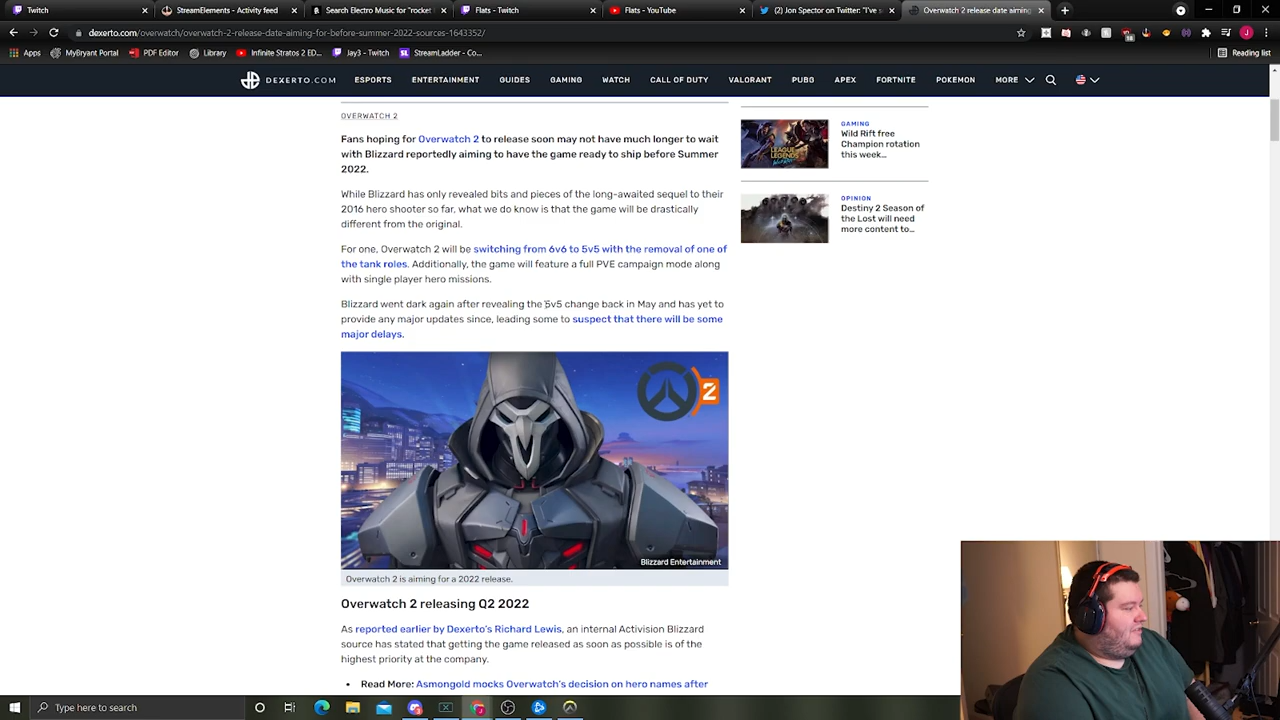 Twitch
StreamElements - Activity feed
Search Electro Music for "rocket
Flats - Twitch
Flats - YouTube
(2) Jon Spector on Twitter: "I've s
Overwatch 2 release date aiming
dexerto.com/overwatch/overwatch-2-release-date-aiming-for-before-summer-2022-sources-1643352/
Apps
MyBryant Portal
PDF Editor
Library
Infinite Stratos 2 ED...
Jay3 - Twitch
StreamLadder - Co...
Reading list
DEXERTO.COM
ESPORTS
ENTERTAINMENT
GUIDES
GAMING
WATCH
CALL OF DUTY
VALORANT
PUBG
APEX
FORTNITE
POKEMON
MORE
OVERWATCH 2
Fans hoping for Overwatch 2 to release soon may not have much longer to wait
with Blizzard reportedly aiming to have the game ready to ship before Summer
2022.
While Blizzard has only revealed bits and pieces of the long-awaited sequel to their
2016 hero shooter so far, what we do know is that the game will be drastically
different from the original.
For one, Overwatch 2 will be switching from 6v6 to 5v5 with the removal of one of
the tank roles. Additionally, the game will feature a full PVE campaign mode along
with single player hero missions.
Blizzard went dark again after revealing the 5v5 change back in May and has yet to
provide any major updates since, leading some to suspect that there will be some
major delays.
2
Blizzard Entertainment
Overwatch 2 is aiming for a 2022 release.
Overwatch 2 releasing Q2 2022
As reported earlier by Dexerto's Richard Lewis, an internal Activision Blizzard
source has stated that getting the game released as soon as possible is of the
highest priority at the company.
• Read More: Asmongold mocks Overwatch's decision on hero names after
GAMING
Wild Rift free
Champion rotation
this week...
OPINION
Destiny 2 Season of
the Lost will need
more content to...
Type here to search